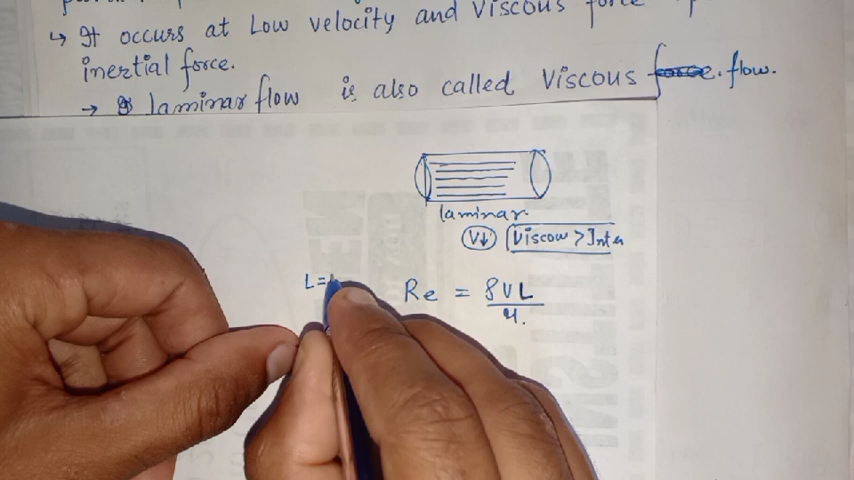 ↳ It occurs at Low velocity and Viscous force
inertial force.
→ laminar flow is also called Viscous force. flow.
laminar.
V↓ Viscow > Inta
L =
Re = ρVL
μ.